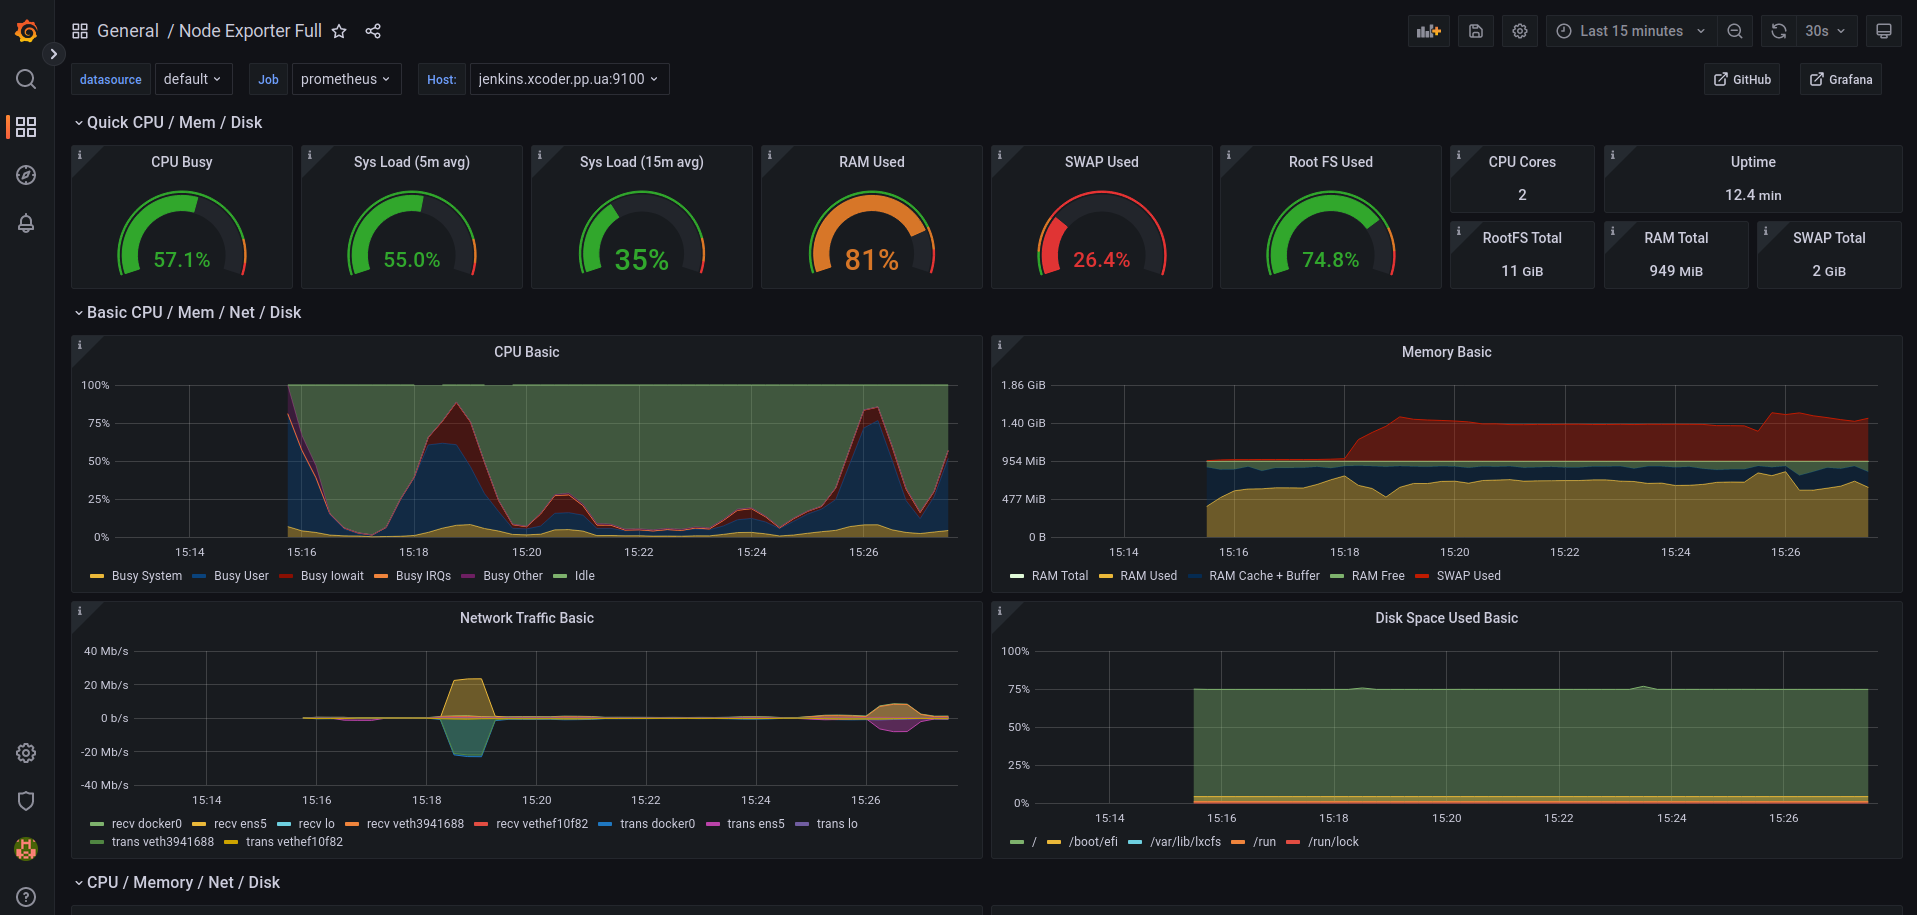 General / Node Exporter Full
Last 15 minutes
30s
datasource default Job prometheus Host: jenkins.xcoder.pp.ua:9100
GitHub
Grafana
Quick CPU / Mem / Disk
CPU Busy
57.1%
Sys Load (5m avg)
55.0%
Sys Load (15m avg)
35%
RAM Used
81%
SWAP Used
26.4%
Root FS Used
74.8%
CPU Cores
2
Uptime
12.4 min
RootFS Total
11 GiB
RAM Total
949 MiB
SWAP Total
2 GiB
Basic CPU / Mem / Net / Disk
CPU Basic
100%
75%
50%
25%
0%
15:14 15:16 15:18 15:20 15:22 15:24 15:26
Busy System Busy User Busy Iowait Busy IRQs Busy Other Idle
Memory Basic
1.86 GiB
1.40 GiB
954 MiB
477 MiB
0 B
15:14 15:16 15:18 15:20 15:22 15:24 15:26
RAM Total RAM Used RAM Cache + Buffer RAM Free SWAP Used
Network Traffic Basic
40 Mb/s
20 Mb/s
0 b/s
-20 Mb/s
-40 Mb/s
15:14 15:16 15:18 15:20 15:22 15:24 15:26
recv docker0 recv ens5 recv lo recv veth3941688 recv vethef10f82 trans docker0 trans ens5 trans lo
trans veth3941688 trans vethef10f82
Disk Space Used Basic
100%
75%
50%
25%
0%
15:14 15:16 15:18 15:20 15:22 15:24 15:26
/ /boot/efi /var/lib/lxcfs /run /run/lock
CPU / Memory / Net / Disk